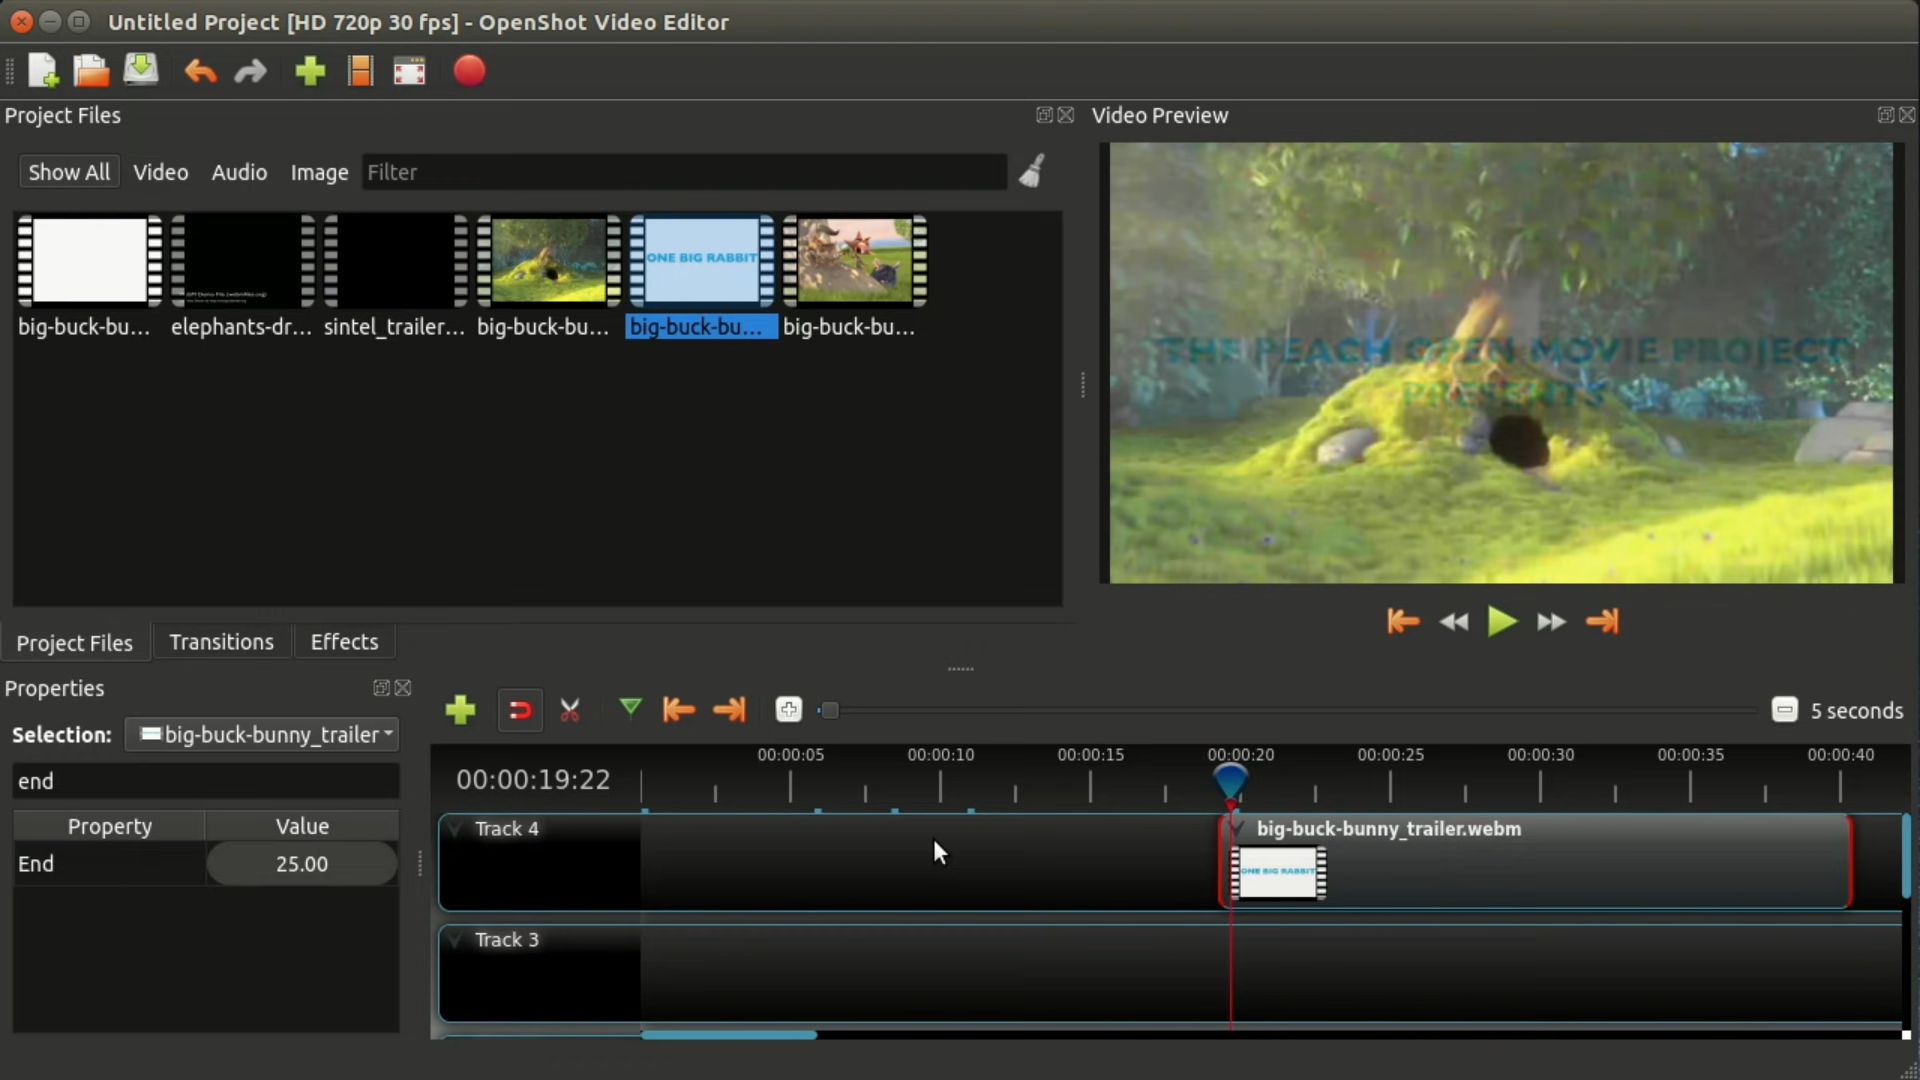 Untitled Project [HD 720p 30 fps] - OpenShot Video Editor
Project Files
Video Preview
Show All Video Audio Image Filter
ONE BIG RABBIT
big-buck-bu... elephants-dr... sintel_trailer... big-buck-bu... big-buck-bu... big-buck-bu...
THE PEACH OPEN MOVIE PROJECT
PRESENTS
Project Files Transitions Effects
Properties
Selection: big-buck-bunny_trailer
5 seconds
end
Property Value
End 25.00
00:00:19:22
00:00:05 00:00:10 00:00:15 00:00:20 00:00:25 00:00:30 00:00:35 00:00:40
Track 4
big-buck-bunny_trailer.webm
ONE BIG RABBIT
Track 3